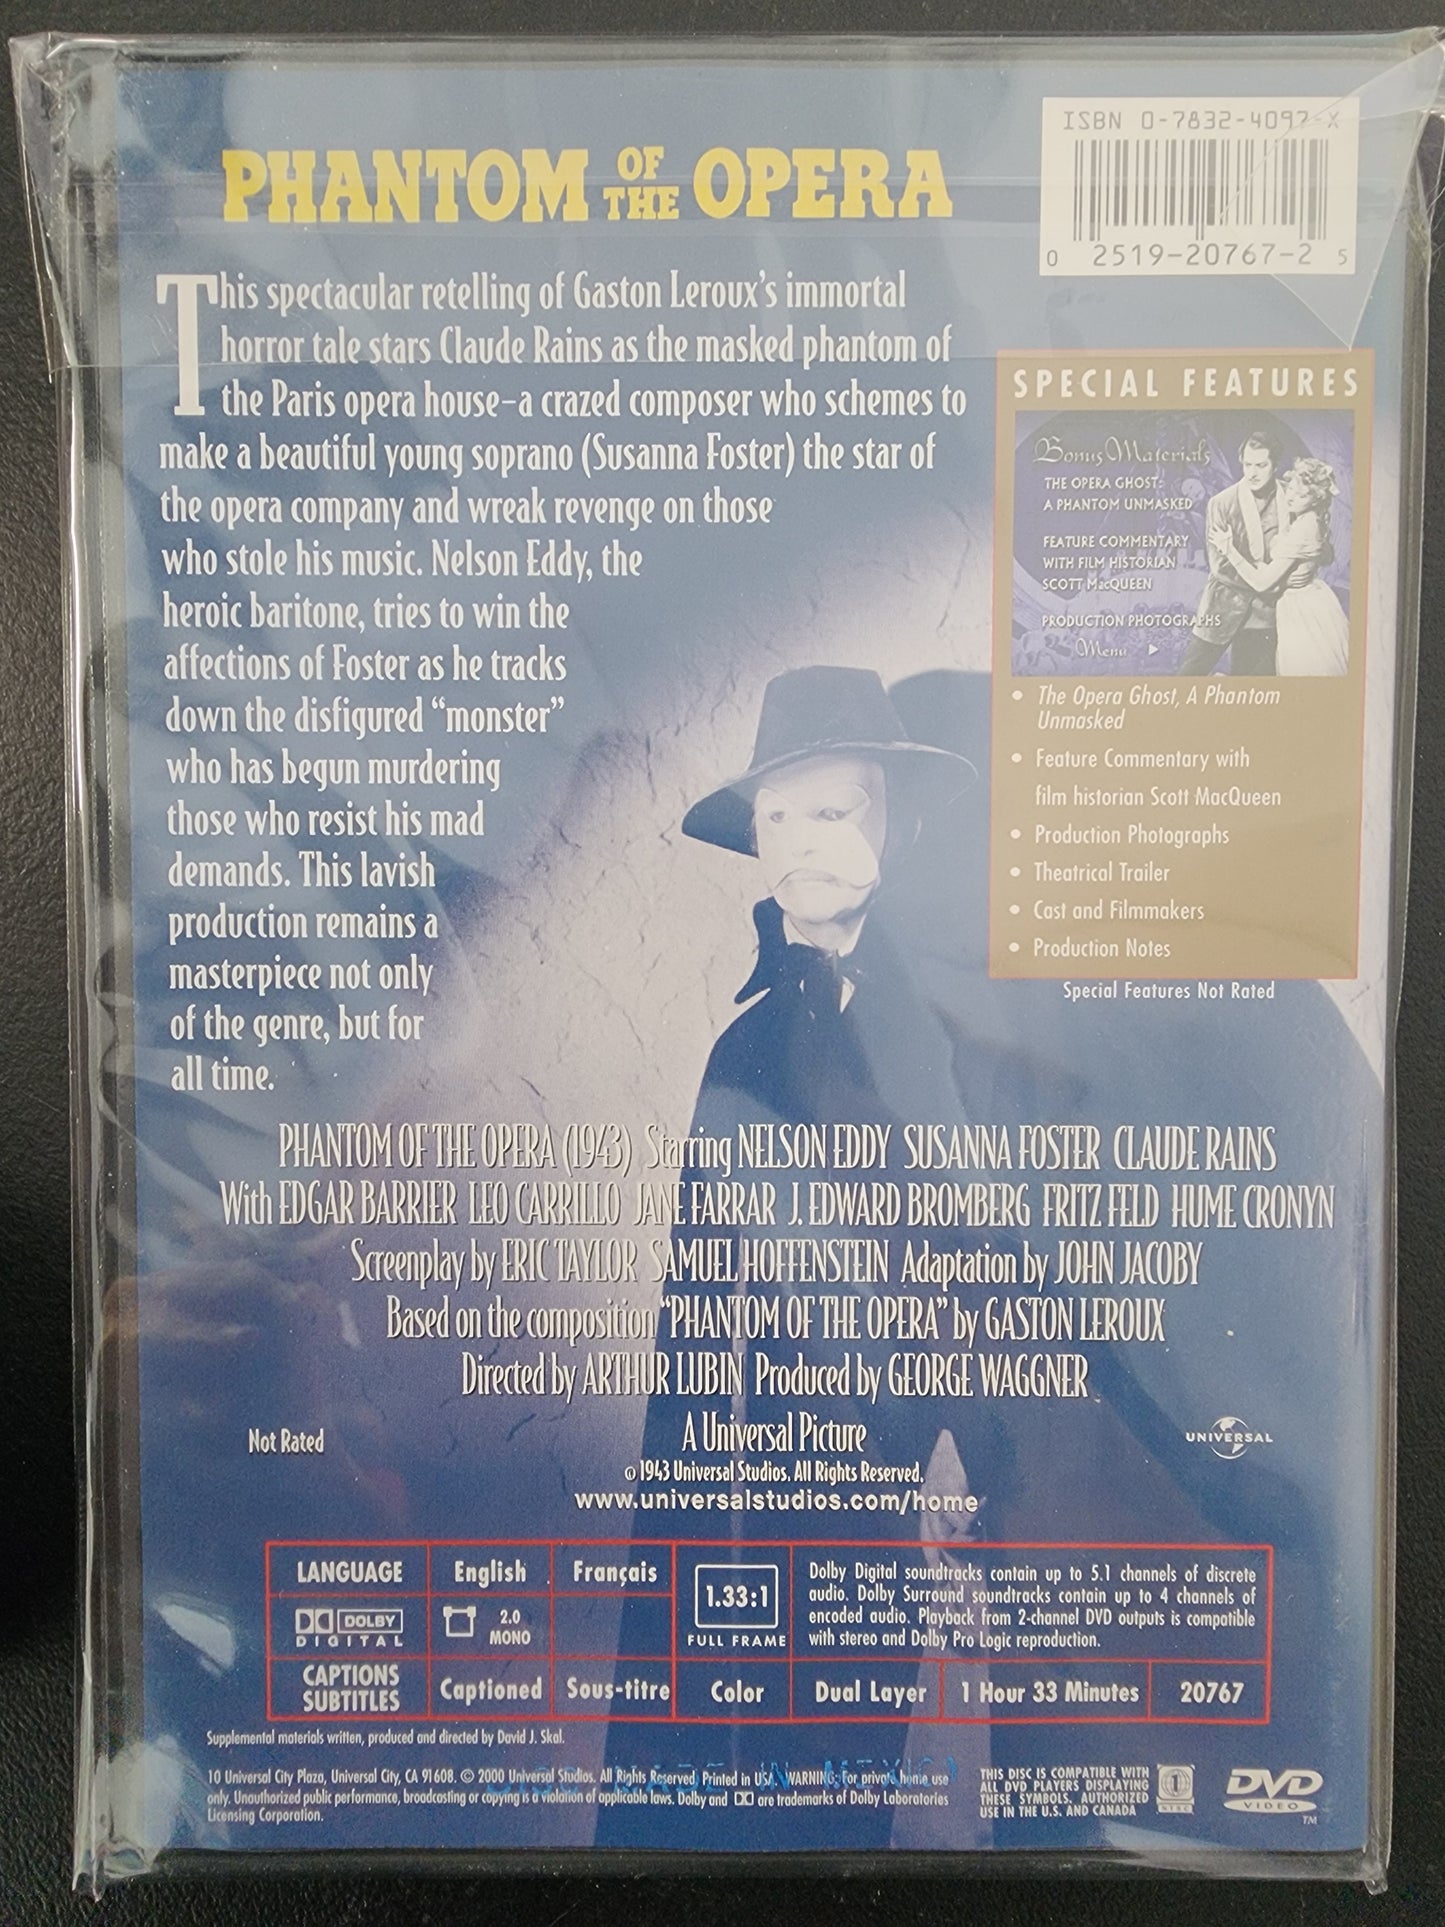 ISBN 0-7832-4097-X
0 2519-20767-2 5
PHANTOM OF THE OPERA
This spectacular retelling of Gaston Leroux's immortal
horror tale stars Claude Rains as the masked phantom of
the Paris opera house–a crazed composer who schemes to
make a beautiful young soprano (Susanna Foster) the star of
the opera company and wreak revenge on those
who stole his music. Nelson Eddy, the
heroic baritone, tries to win the
affections of Foster as he tracks
down the disfigured “monster”
who has begun murdering
those who resist his mad
demands. This lavish
production remains a
masterpiece not only
of the genre, but for
all time.
SPECIAL FEATURES
Bonus Materials
THE OPERA GHOST:
A PHANTOM UNMASKED
FEATURE COMMENTARY
WITH FILM HISTORIAN
SCOTT MacQUEEN
PRODUCTION PHOTOGRAPHS
Menu
• The Opera Ghost, A Phantom
Unmasked
• Feature Commentary with
film historian Scott MacQueen
• Production Photographs
• Theatrical Trailer
• Cast and Filmmakers
• Production Notes
Special Features Not Rated
PHANTOM OF THE OPERA (1943) Starring NELSON EDDY SUSANNA FOSTER CLAUDE RAINS
With EDGAR BARRIER LEO CARRILLO JANE FARRAR J. EDWARD BROMBERG FRITZ FELD HUME CRONYN
Screenplay by ERIC TAYLOR SAMUEL HOFFENSTEIN Adaptation by JOHN JACOBY
Based on the composition “PHANTOM OF THE OPERA” by GASTON LEROUX
Directed by ARTHUR LUBIN Produced by GEORGE WAGGNER
Not Rated
A Universal Picture
UNIVERSAL
© 1943 Universal Studios. All Rights Reserved.
www.universalstudios.com/home
LANGUAGE English Français
DOLBY
DIGITAL
2.0
MONO
1.33:1
FULL FRAME
Dolby Digital soundtracks contain up to 5.1 channels of discrete
audio. Dolby Surround soundtracks contain up to 4 channels of
encoded audio. Playback from 2-channel DVD outputs is compatible
with stereo and Dolby Pro Logic reproduction.
CAPTIONS
SUBTITLES
Captioned Sous-titre Color Dual Layer 1 Hour 33 Minutes 20767
Supplemental materials written, produced and directed by David J. Skal.
10 Universal City Plaza, Universal City, CA 91608. © 2000 Universal Studios. All Rights Reserved. Printed in USA. WARNING: For private home use
only. Unauthorized public performance, broadcasting or copying is a violation of applicable laws. Dolby and are trademarks of Dolby Laboratories
Licensing Corporation.
DISC MADE IN MEXICO
THIS DISC IS COMPATIBLE WITH
ALL DVD PLAYERS DISPLAYING
THESE SYMBOLS. AUTHORIZED
USE IN THE U.S. AND CANADA
1
NTSC
DVD
VIDEO
TM